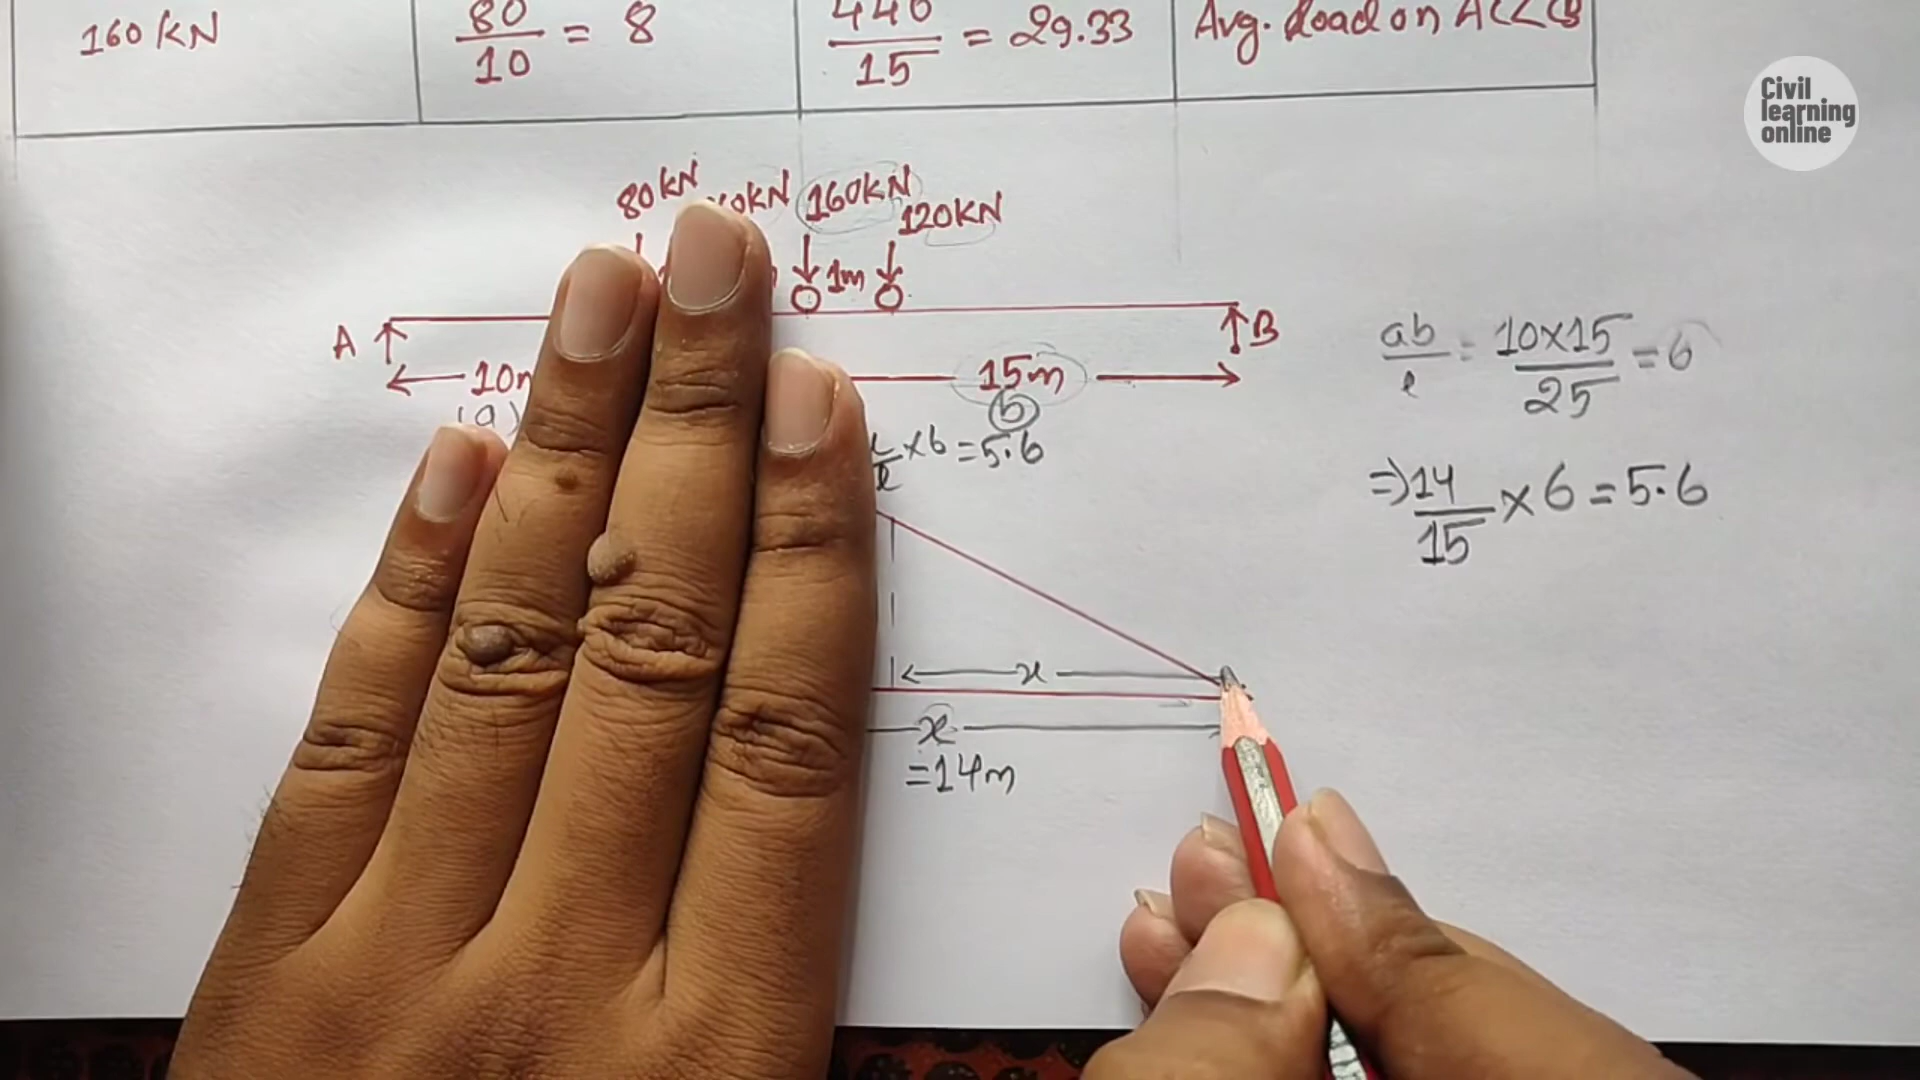 160 KN
80/10 = 8
440/15 = 29.33
Avg. load on AC < CB
80KN
160KN
120KN
1m
A
B
15m
(a)
b
×6 = 5.6
ab/l = 10×15/25 = 6
⇒ 14/15 × 6 = 5.6
x
x
=14m
Civil
learning
online